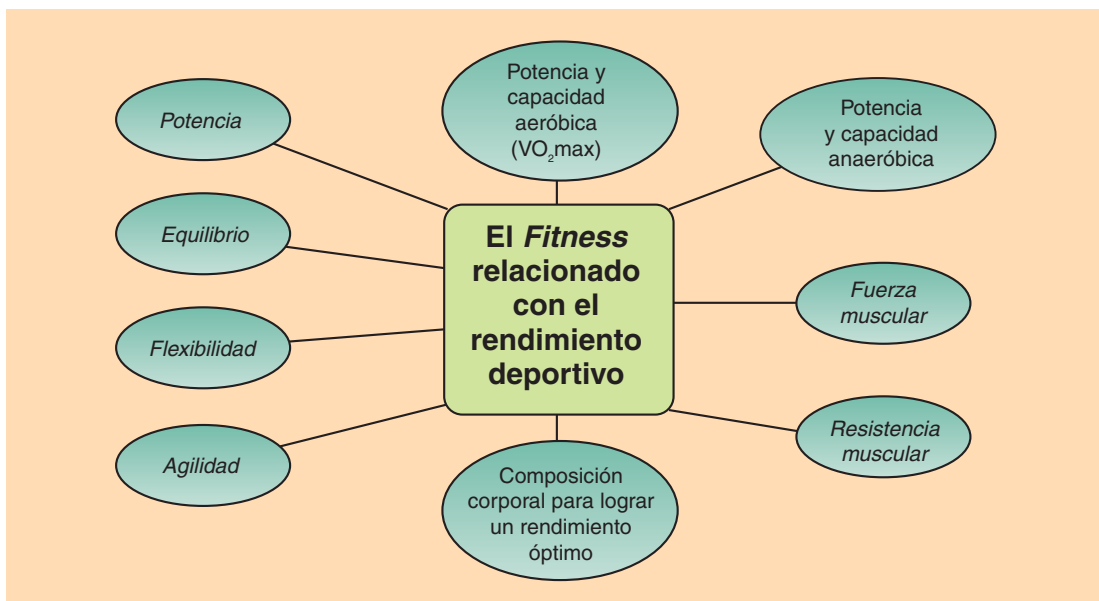 Potencia y
capacidad
aeróbica
(VO₂max)
Potencia
Potencia
y capacidad
anaeróbica
Equilibrio
El Fitness
relacionado
con el
rendimiento
deportivo
Fuerza
muscular
Flexibilidad
Resistencia
muscular
Agilidad
Composición
corporal para lograr
un rendimiento
óptimo